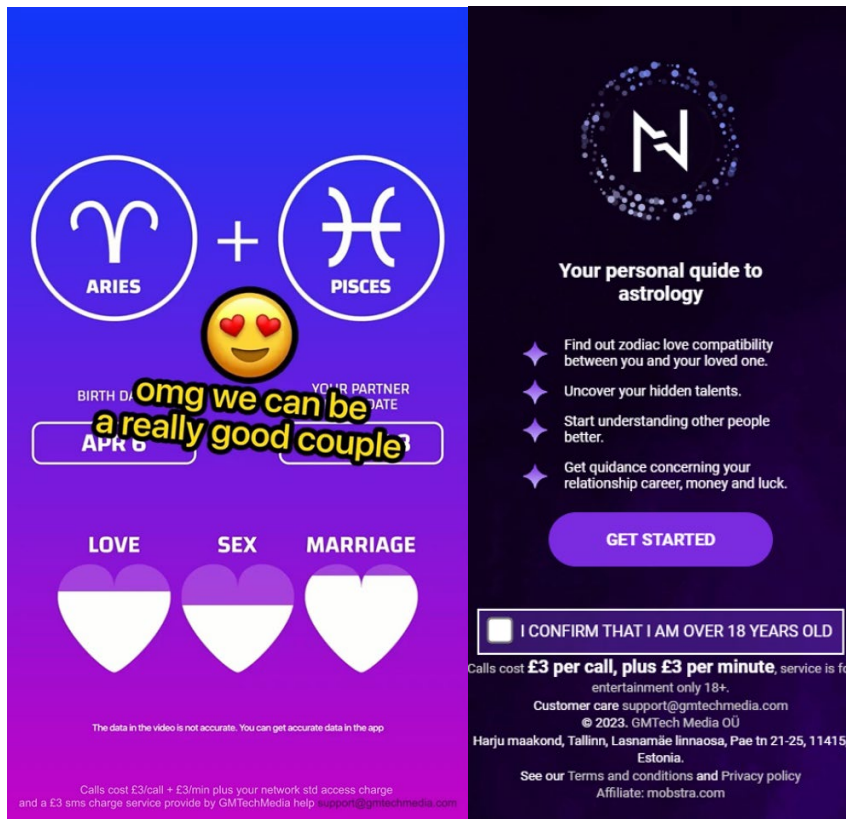 ARIES
+
PISCES
BIRTH
YOUR PARTNER
omg we can be
a really good couple
APR 6
LOVE
SEX
MARRIAGE
The data in the video is not accurate. You can get accurate data in the app
Calls cost £3/call + £3/min plus your network std access charge
and a £3 sms charge service provide by GMTechMedia help support@gmtechmedia.com
N
Your personal quide to
astrology
Find out zodiac love compatibility
between you and your loved one.
Uncover your hidden talents.
Start understanding other people
better.
Get quidance concerning your
relationship career, money and luck.
GET STARTED
I CONFIRM THAT I AM OVER 18 YEARS OLD
Calls cost £3 per call, plus £3 per minute, service is
entertainment only 18+.
Customer care support@gmtechmedia.com
© 2023. GMTech Media OÜ
Harju maakond, Tallinn, Lasnamäe linnaosa, Pae tn 21-25, 11415
Estonia.
See our Terms and conditions and Privacy policy
Affiliate: mobstra.com